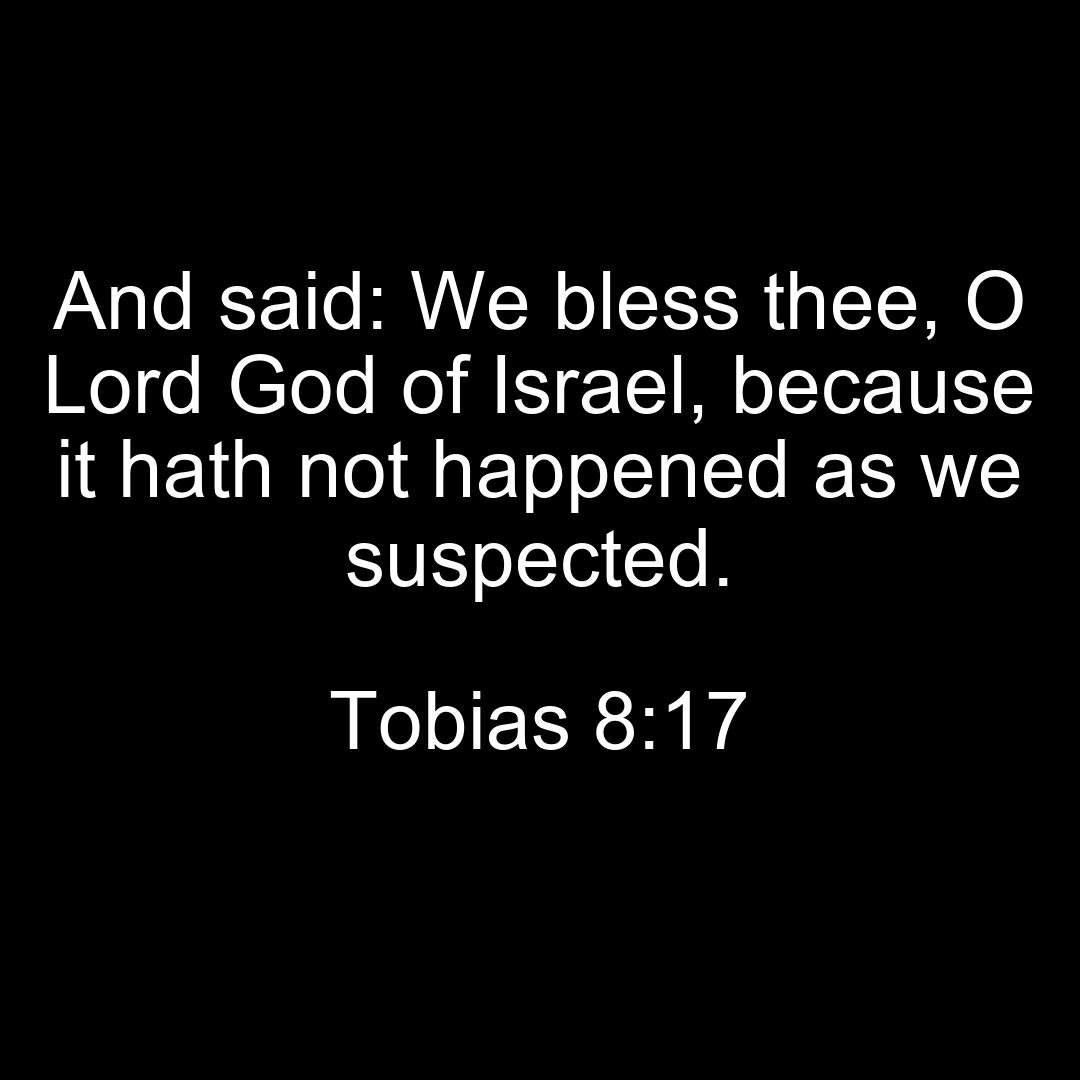 And said: We bless thee, O
Lord God of Israel, because
it hath not happened as we
suspected.
Tobias 8:17